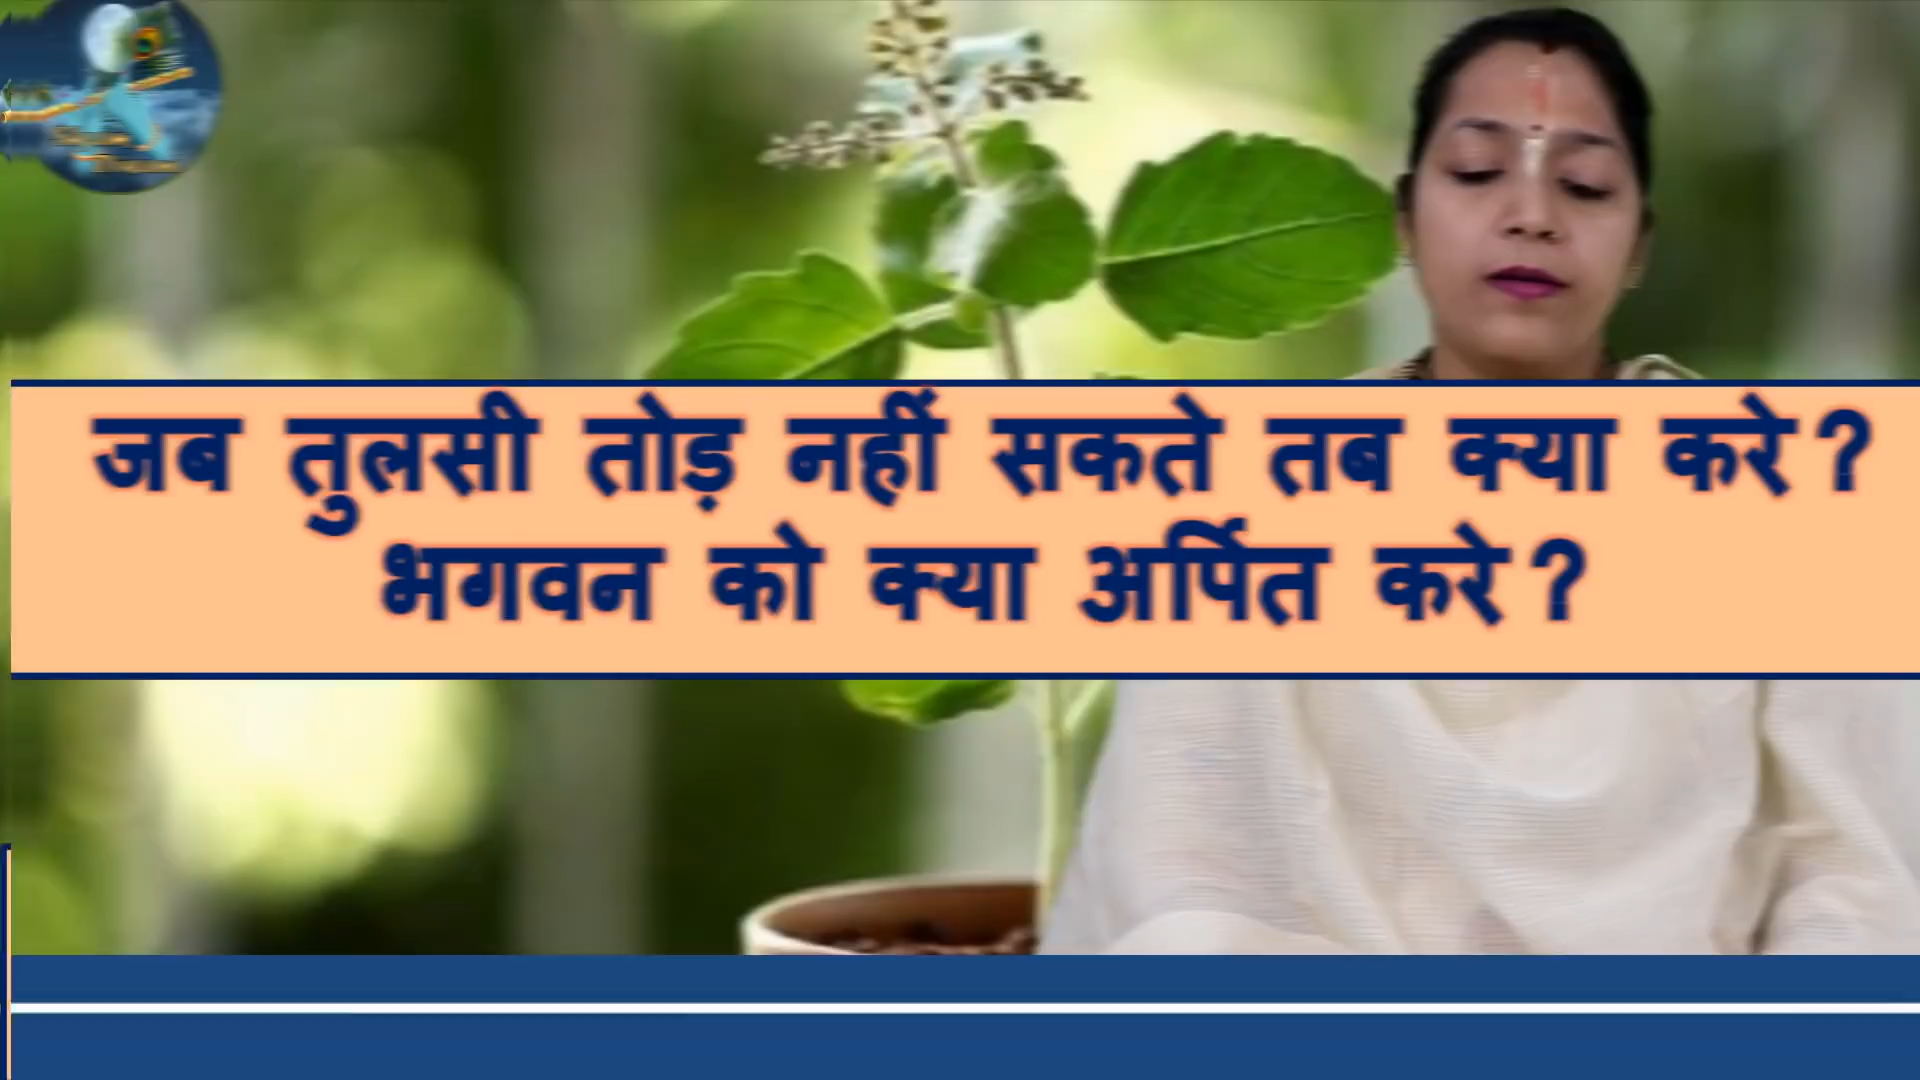 जब तुलसी तोड़ नहीं सकते तब क्या करे?
भगवन को क्या अर्पित करे?